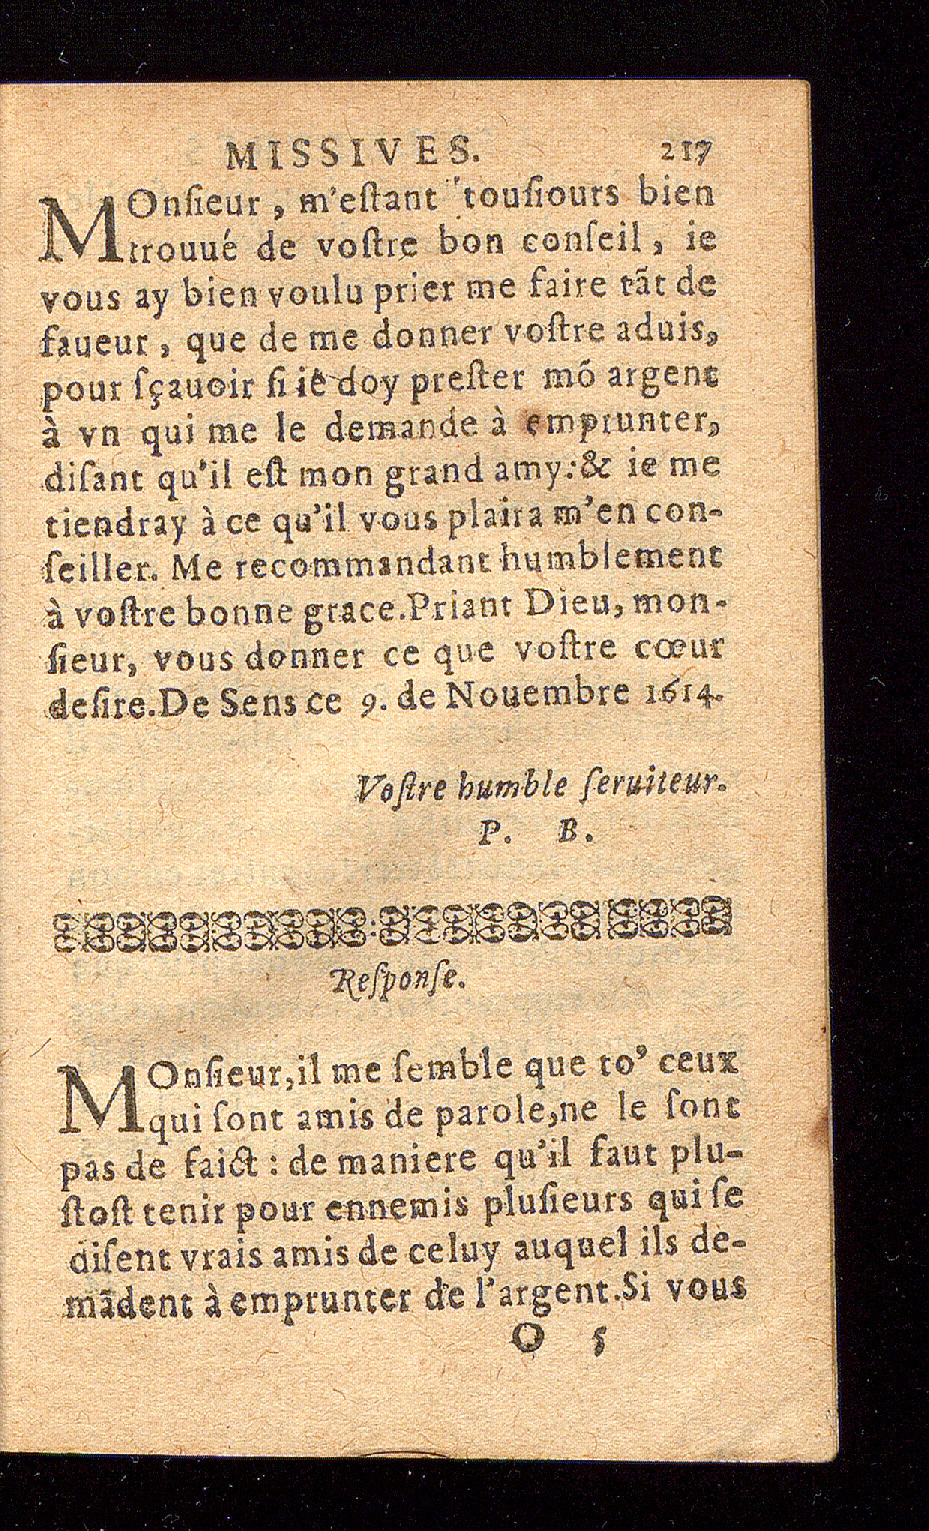 MISSIVES. 217
MOnſieur, m'eſtant touſiours bien
trouué de voſtre bon conſeil, ie
vous ay bien voulu prier me faire tãt de
faueur, que de me donner voſtre aduis,
pour ſçauoir ſi ie doy preſter mõ argent
à vn qui me le demande à emprunter,
diſant qu'il eſt mon grand amy: & ie me
tiendray à ce qu'il vous plaira m'en con-
ſeiller. Me recommandant humblement
à voſtre bonne grace. Priant Dieu, mon-
ſieur, vous donner ce que voſtre cœur
deſire. De Sens ce 9. de Nouembre 1614.
Voſtre humble ſeruiteur.
P. B.
Reſponſe.
MOnſieur, il me ſemble que to' ceux
qui ſont amis de parole, ne le ſont
pas de faict : de maniere qu'il faut plu-
ſtoſt tenir pour ennemis pluſieurs qui ſe
diſent vrais amis de celuy auquel ils de-
mãdent à emprunter de l'argent. Si vous
O 5